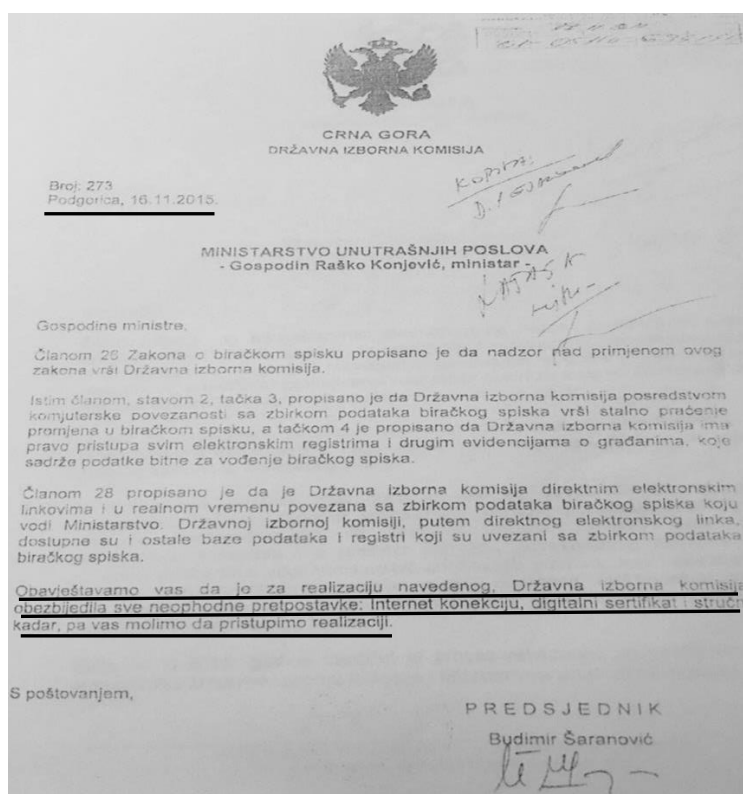 CRNA GORA
DRŽAVNA IZBORNA KOMISIJA
KOPIJA:
Broj: 273
Podgorica, 16.11.2015.
MINISTARSTVO UNUTRAŠNJIH POSLOVA
- Gospodin Raško Konjević, ministar -
Gospodine ministre,
Članom 26 Zakona o biračkom spisku propisano je da nadzor nad primjenom ovog
zakona vrši Državna izborna komisija.
Istim članom, stavom 2, tačka 3, propisano je da Državna izborna komisija posredstvom
komjuterske povezanosti sa zbirkom podataka biračkog spiska vrši stalno praćenje
promjena u biračkom spisku, a tačkom 4 je propisano da Državna izborna komisija ima
pravo pristupa svim elektronskim registrima i drugim evidencijama o građanima, koje
sadrže podatke bitne za vođenje biračkog spiska.
Članom 28 propisano je da je Državna izborna komisija direktnim elektronskim
linkovima i u realnom vremenu povezana sa zbirkom podataka biračkog spiska koju
vodi Ministarstvo. Državnoj izbornoj komisiji, putem direktnog elektronskog linka,
dostupne su i ostale baze podataka i registri koji su uvezani sa zbirkom podataka
biračkog spiska.
Obavještavamo vas da je za realizaciju navedenog, Državna izborna komisija
obezbijedila sve neophodne pretpostavke: Internet konekciju, digitalni sertifikat i stručn
kadar, pa vas molimo da pristupimo realizaciji.
S poštovanjem,
PREDSJEDNIK
Budimir Šaranović